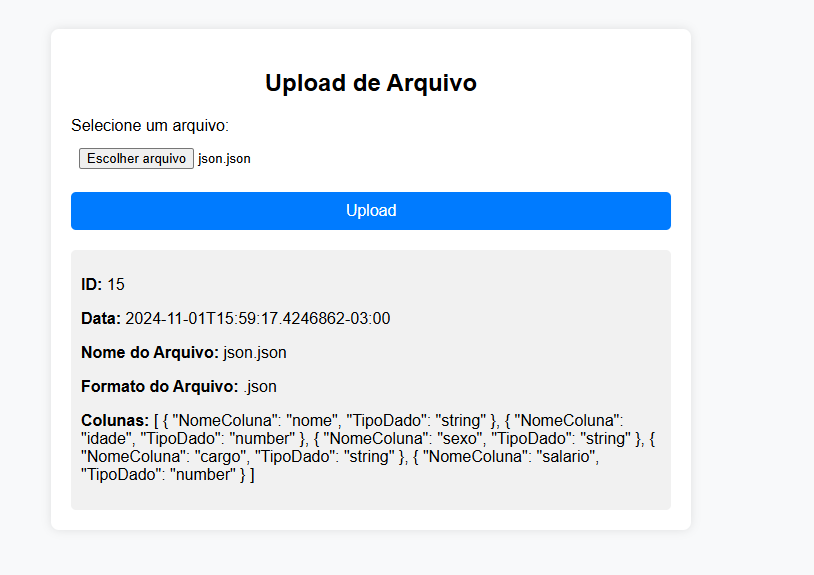 Upload de Arquivo
Selecione um arquivo:
Escolher arquivo json.json
Upload
ID: 15
Data: 2024-11-01T15:59:17.4246862-03:00
Nome do Arquivo: json.json
Formato do Arquivo: .json
Colunas: [ { "NomeColuna": "nome", "TipoDado": "string" }, { "NomeColuna":
"idade", "TipoDado": "number" }, { "NomeColuna": "sexo", "TipoDado": "string" }, {
"NomeColuna": "cargo", "TipoDado": "string" }, { "NomeColuna": "salario",
"TipoDado": "number" } ]